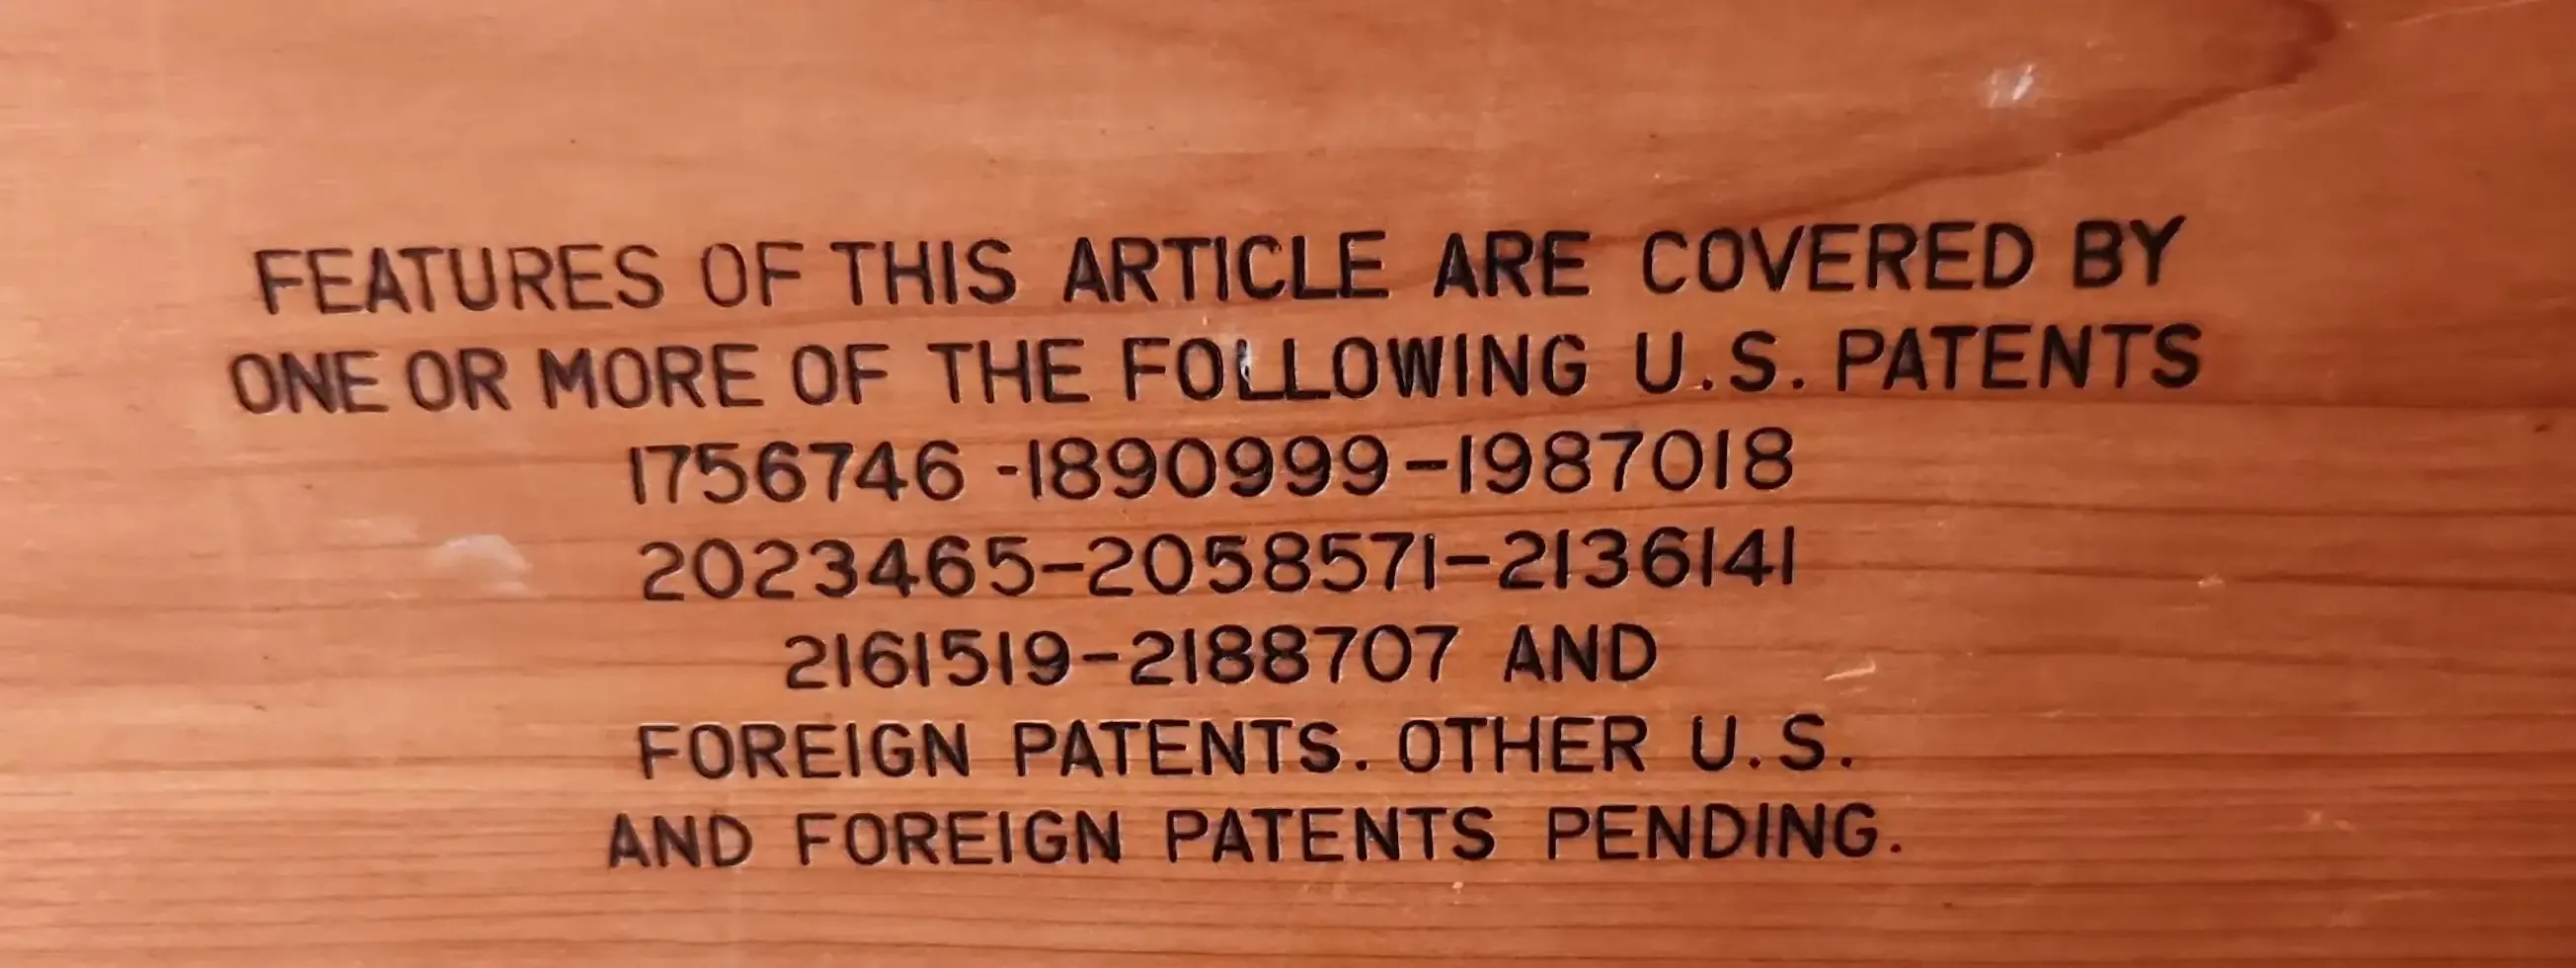 FEATURES OF THIS ARTICLE ARE COVERED BY
ONE OR MORE OF THE FOLLOWING U.S. PATENTS
1756746 -1890999-1987018
2023465-2058571-2136141
2161519-2188707 AND
FOREIGN PATENTS. OTHER U.S.
AND FOREIGN PATENTS PENDING.